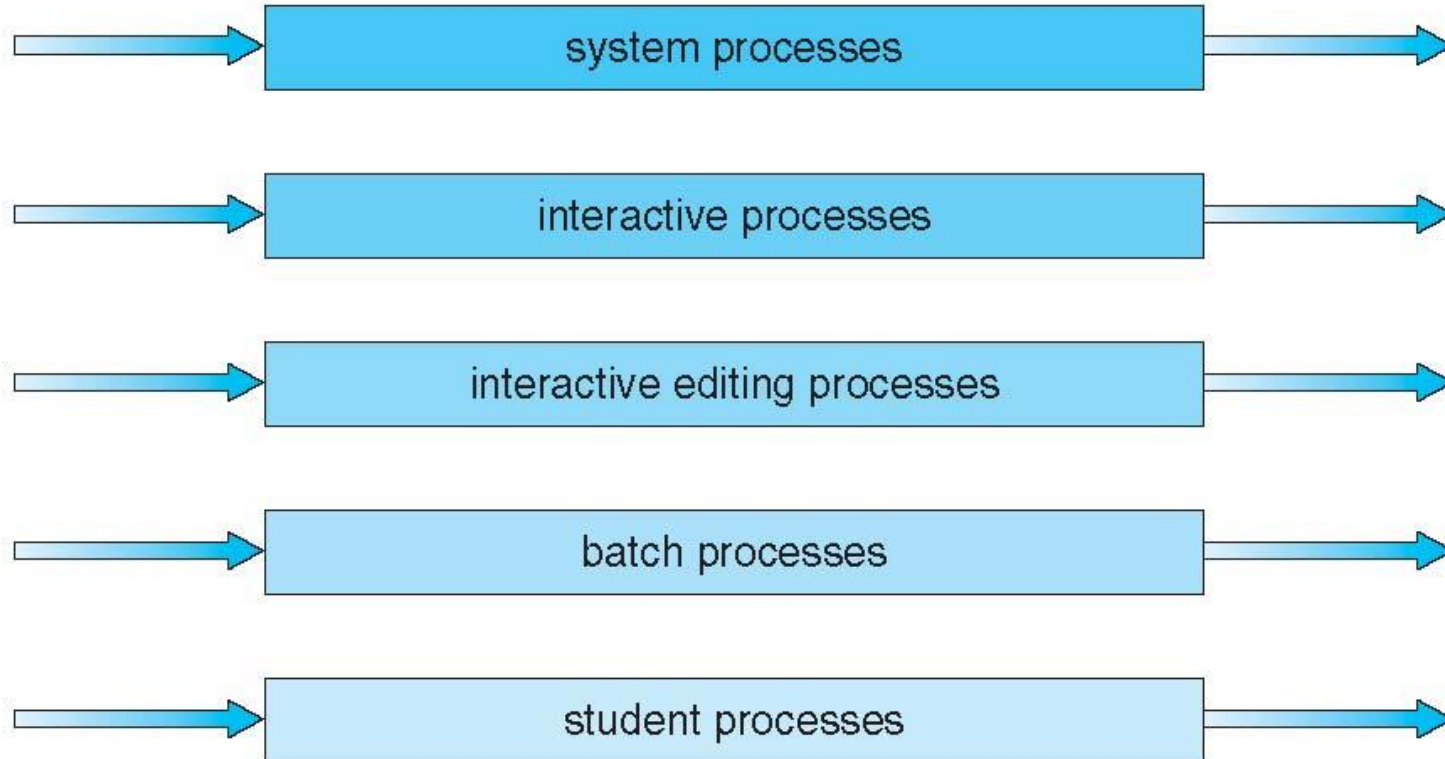 system processes
interactive processes
interactive editing processes
batch processes
student processes